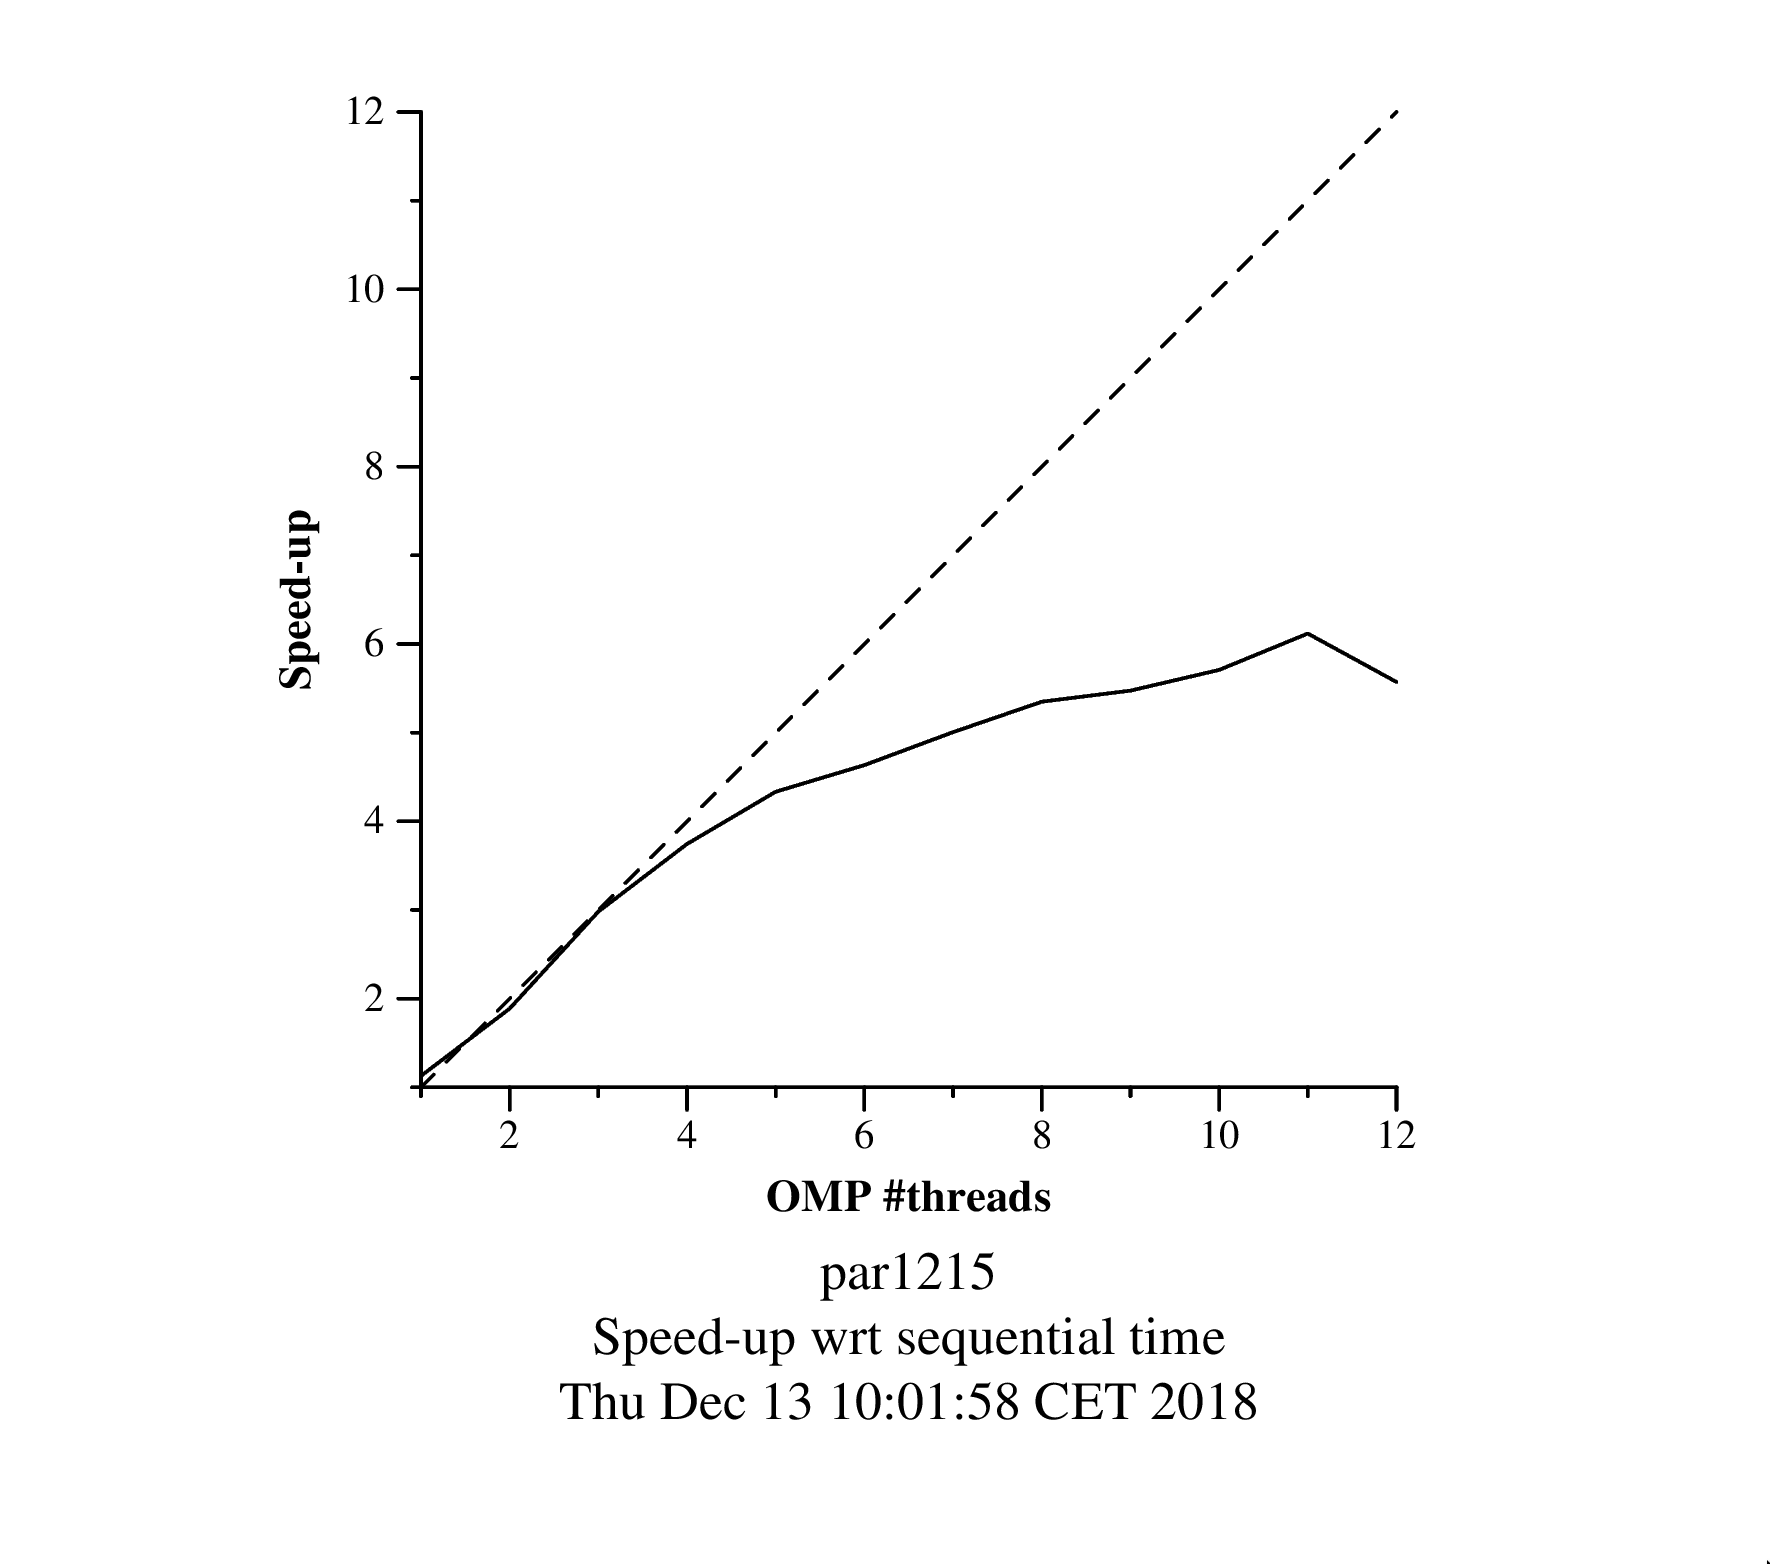 12
10
8
6
4
2
Speed-up
2 4 6 8 10 12
OMP #threads
par1215
Speed-up wrt sequential time
Thu Dec 13 10:01:58 CET 2018